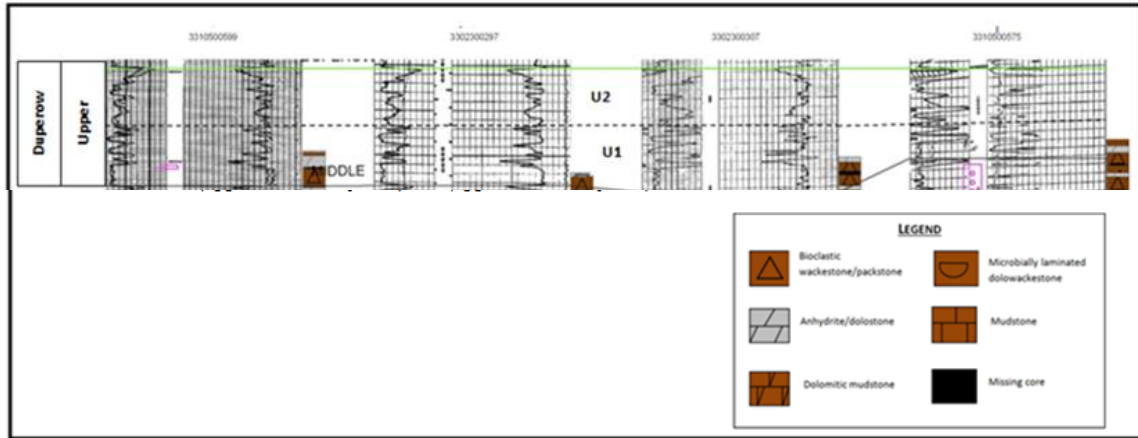 3310500599
3302300297
3302300307
3310500575
Duperow
Upper
U2
U1
MIDDLE
LEGEND
Bioclastic
wackestone/packstone
Microbially laminated
dolowackestone
Anhydrite/dolostone
Mudstone
Dolomitic mudstone
Missing core